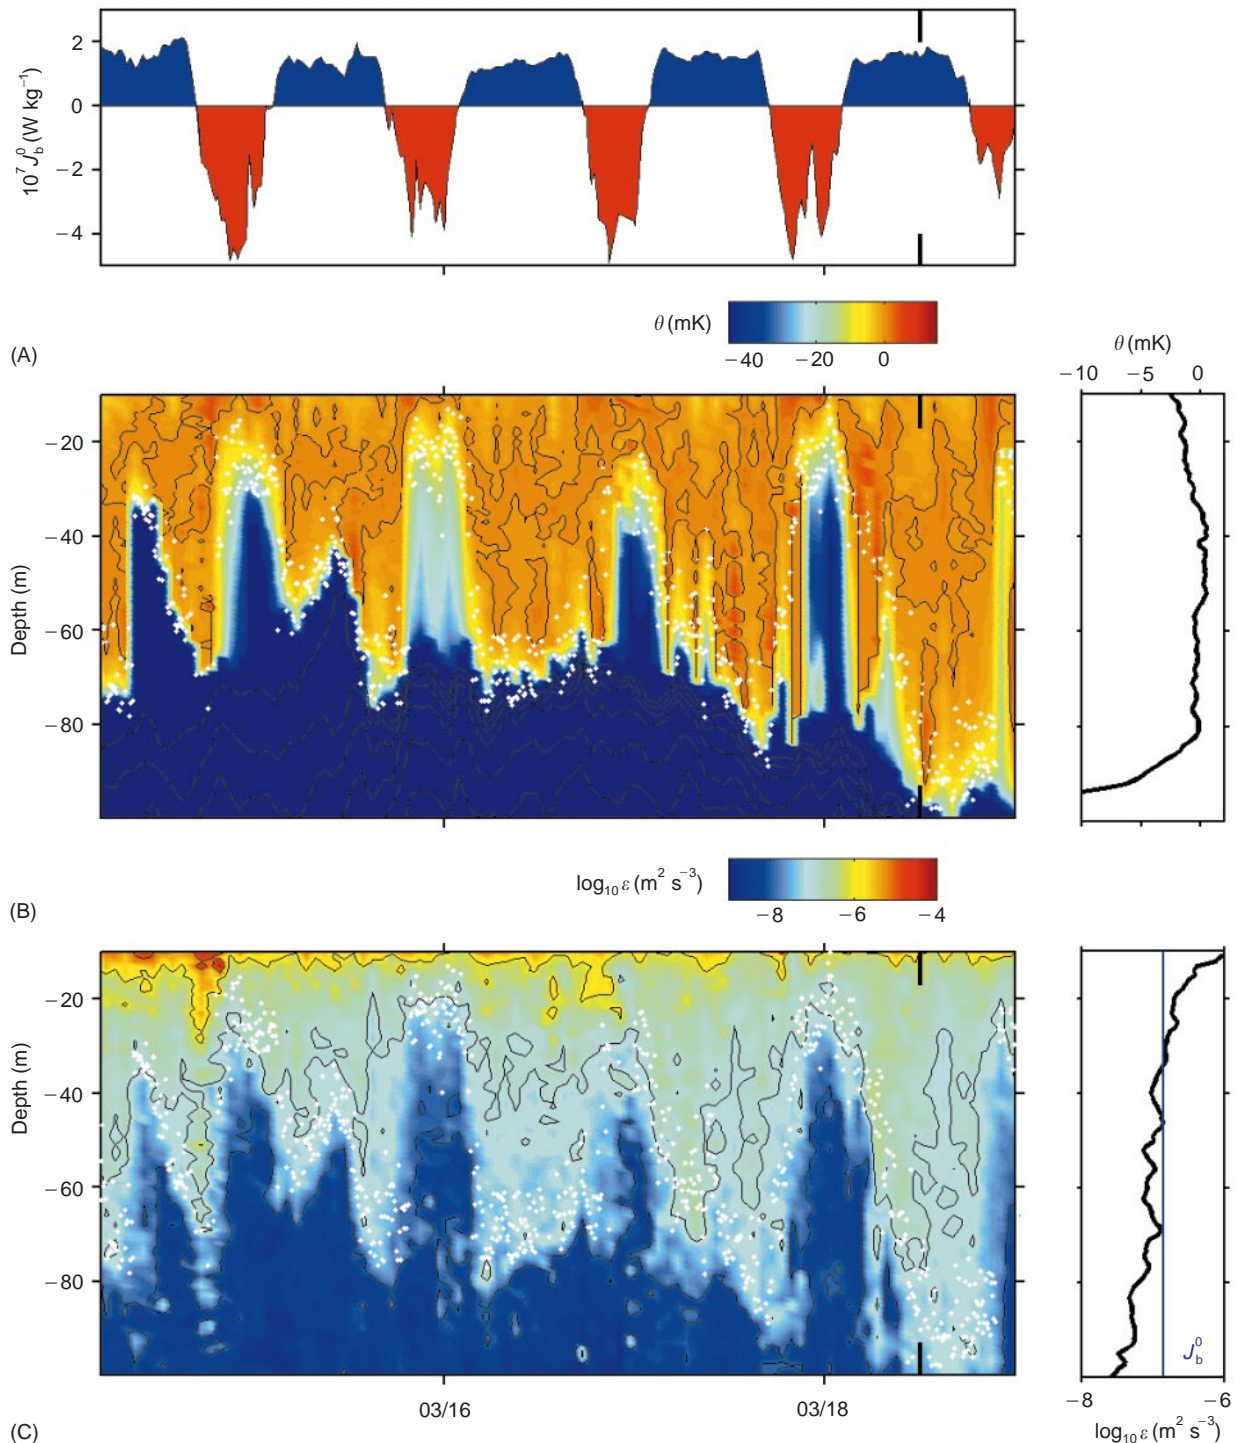 2
0
−2
−4
10⁷ J⁰_b (W kg⁻¹)
θ (mK)
−40 −20 0
(A)
θ (mK)
−10 −5 0
−20
−40
−60
−80
Depth (m)
log₁₀ ε (m² s⁻³)
−8 −6 −4
(B)
−20
−40
−60
−80
Depth (m)
J⁰_b
03/16 03/18
−8 −6
log₁₀ ε (m² s⁻³)
(C)